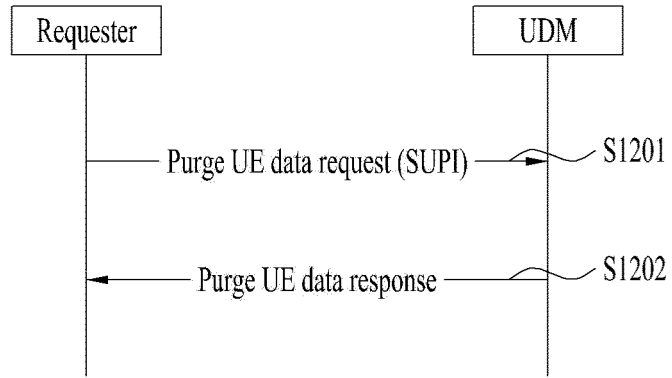 Requester
UDM
Purge UE data request (SUPI)
S1201
Purge UE data response
S1202